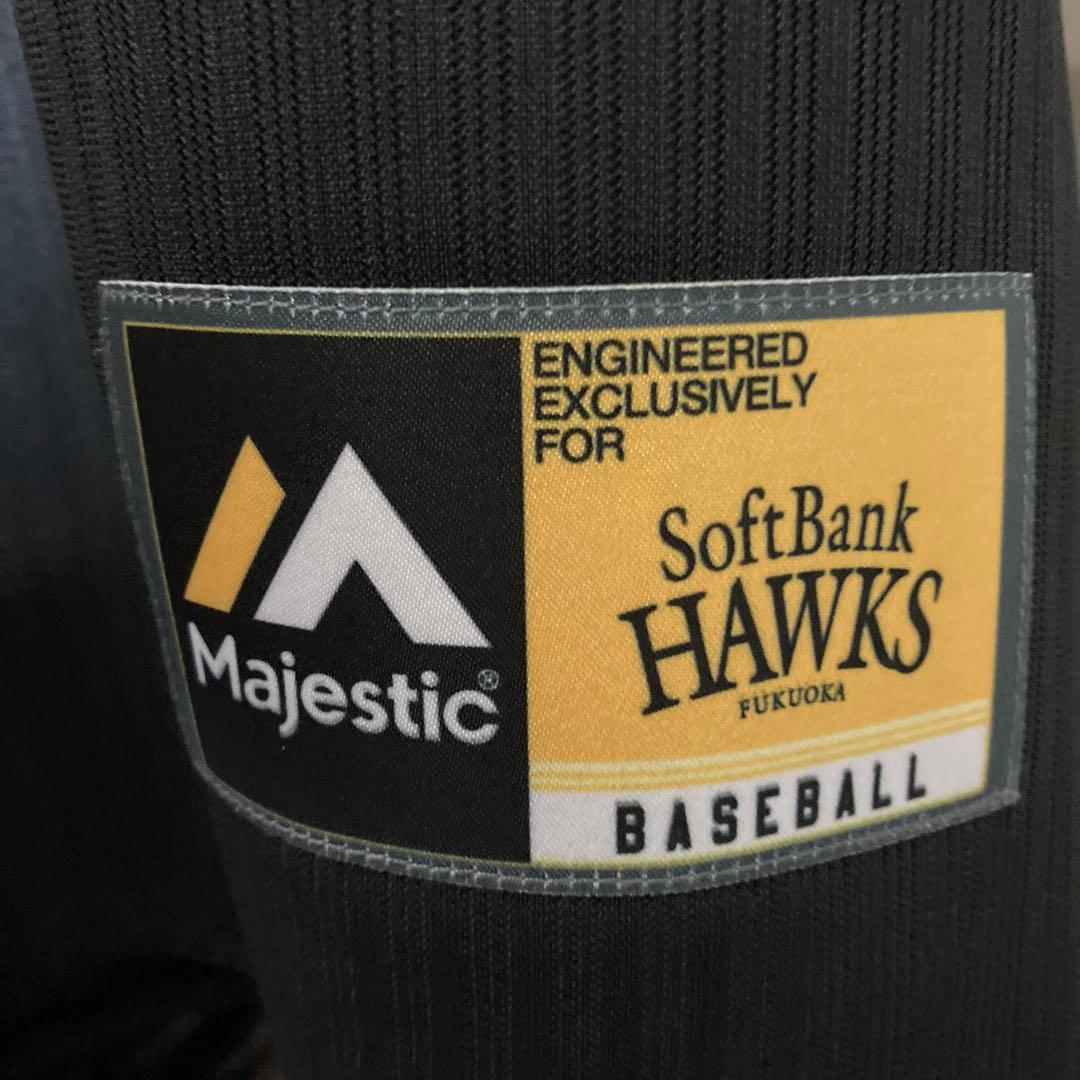 Majestic®
ENGINEERED
EXCLUSIVELY
FOR
SoftBank
HAWKS
FUKUOKA
BASEBALL